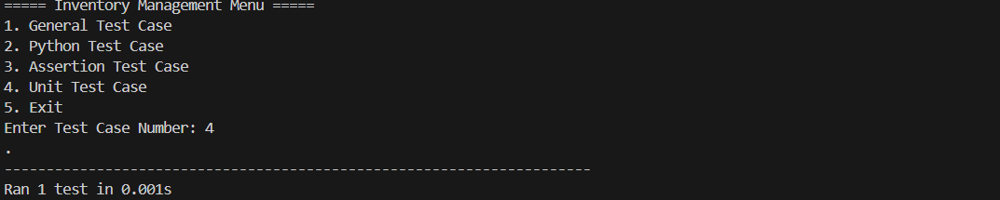 ===== Inventory Management Menu =====
1. General Test Case
2. Python Test Case
3. Assertion Test Case
4. Unit Test Case
5. Exit
Enter Test Case Number: 4
.
----------------------------------------------------------------------
Ran 1 test in 0.001s